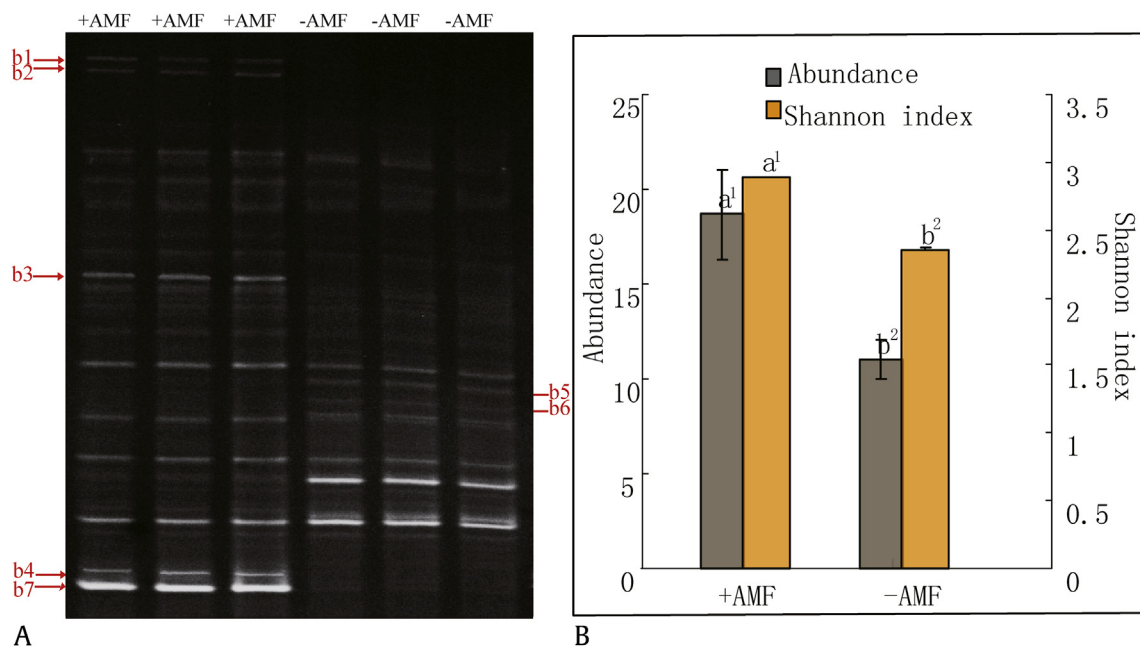 +AMF +AMF +AMF -AMF -AMF -AMF
b1
b2
b3
b5
b6
b4
b7
A
Abundance
Shannon index
25
20
15
10
5
0
Abundance
3.5
3
2.5
2
1.5
1
0.5
0
Shannon index
a¹ a¹
b² b²
+AMF -AMF
B